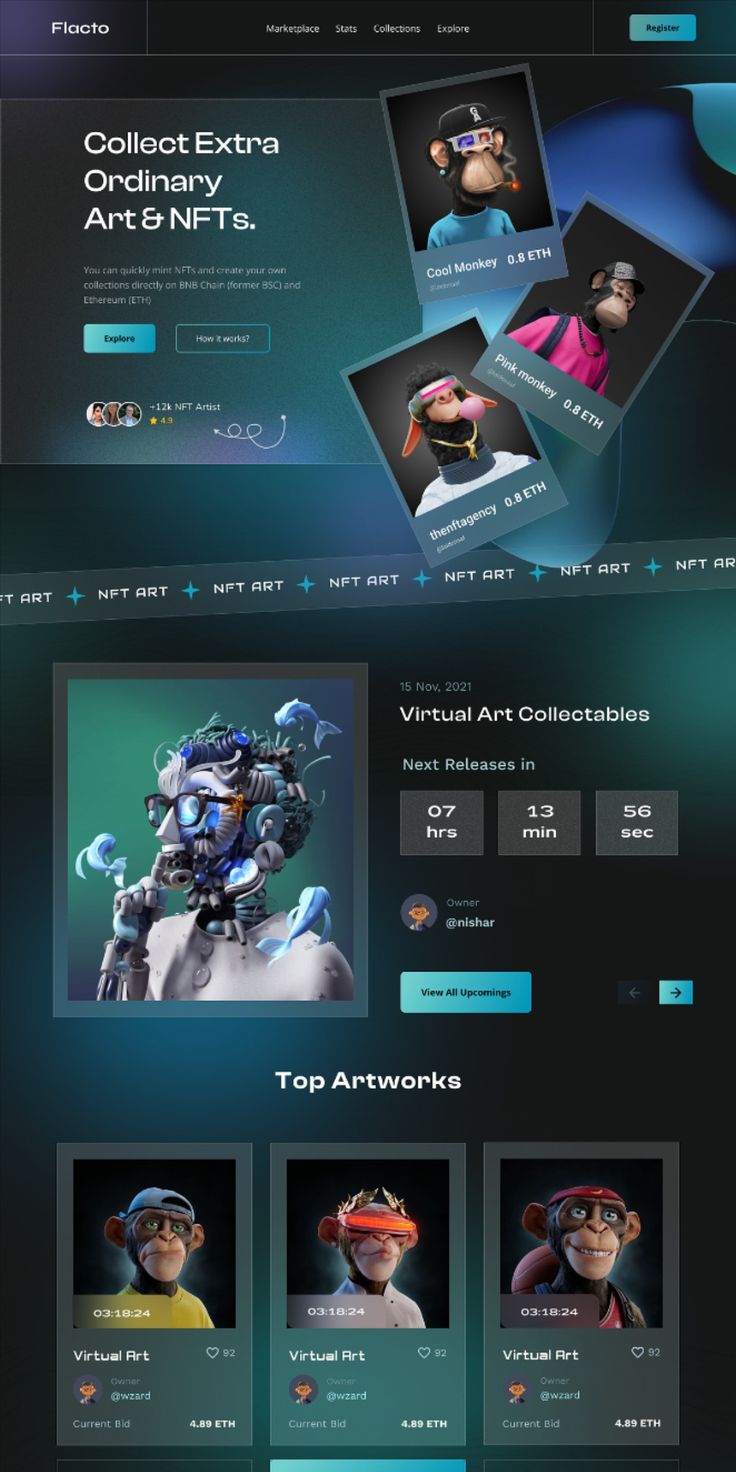 Flacto
Marketplace Stats Collections Explore
Register
Collect Extra
Ordinary
Art & NFTs.
You can quickly mint NFTs and create your own
collections directly on BNB Chain (former BSC) and
Ethereum (ETH)
Explore
How it works?
+12k NFT Artist
4.9
GA
Cool Monkey 0.8 ETH
Pink monkey 0.8 ETH
thenftagency 0.8 ETH
FT ART NFT ART NFT ART NFT ART NFT ART NFT ART NFT AR
15 Nov, 2021
Virtual Art Collectables
Next Releases in
07 13 56
hrs min sec
Owner
@nishar
View All Upcomings
Top Artworks
03:18:24
Virtual Art 92
Owner
@wzard
Current Bid 4.89 ETH
03:18:24
Virtual Art 92
Owner
@wzard
Current Bid 4.89 ETH
03:18:24
Virtual Art 92
Owner
@wzard
Current Bid 4.89 ETH